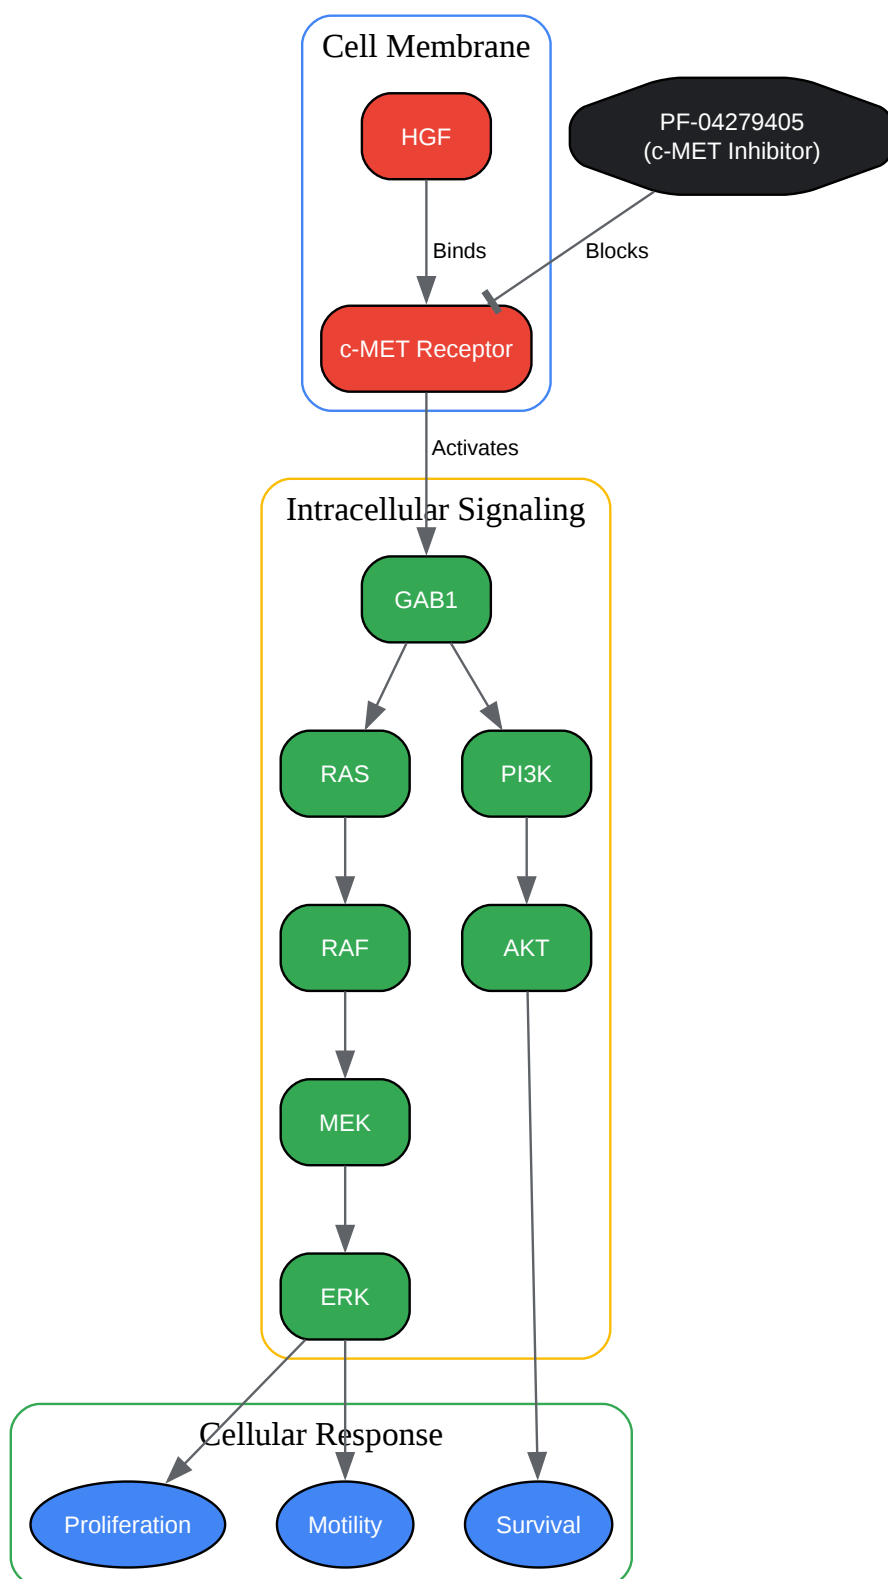 Cell Membrane
HGF
PF-04279405
(c-MET Inhibitor)
Binds
Blocks
c-MET Receptor
Activates
Intracellular Signaling
GAB1
RAS
PI3K
RAF
AKT
MEK
ERK
Cellular Response
Proliferation
Motility
Survival